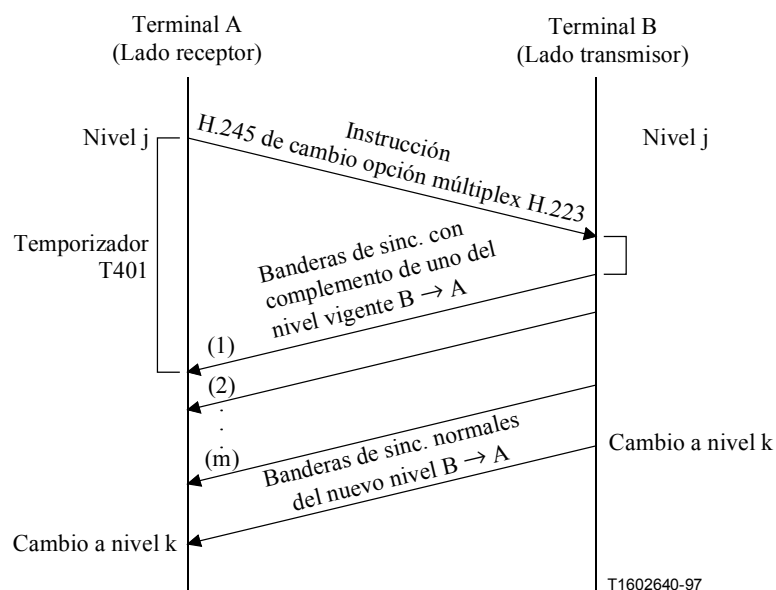 Terminal A
(Lado receptor)
Terminal B
(Lado transmisor)
Nivel j
Nivel j
Instrucción
H.245 de cambio opción múltiplex H.223
Temporizador
T401
Banderas de sinc. con
complemento de uno del
nivel vigente B → A
(1)
(2)
.
.
.
(m)
Banderas de sinc. normales
del nuevo nivel B → A
Cambio a nivel k
Cambio a nivel k
T1602640-97